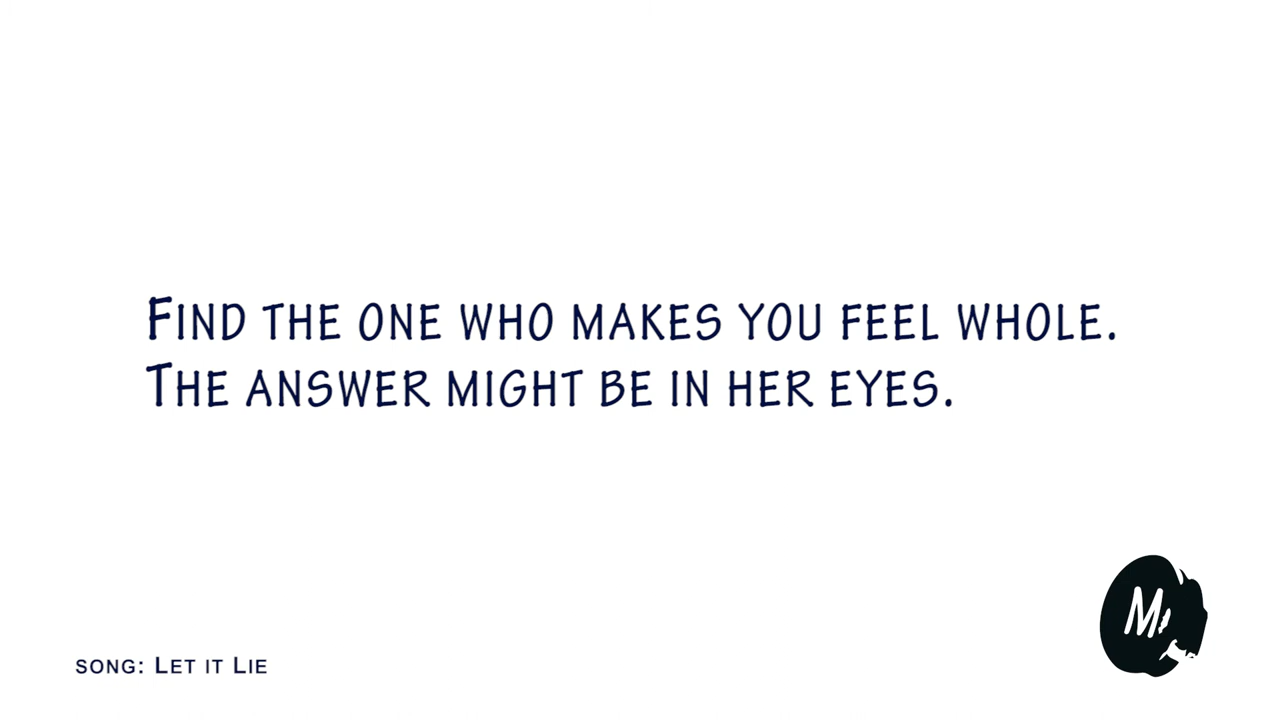 Find the one who makes you feel whole.
The answer might be in her eyes.
song: Let it Lie
M